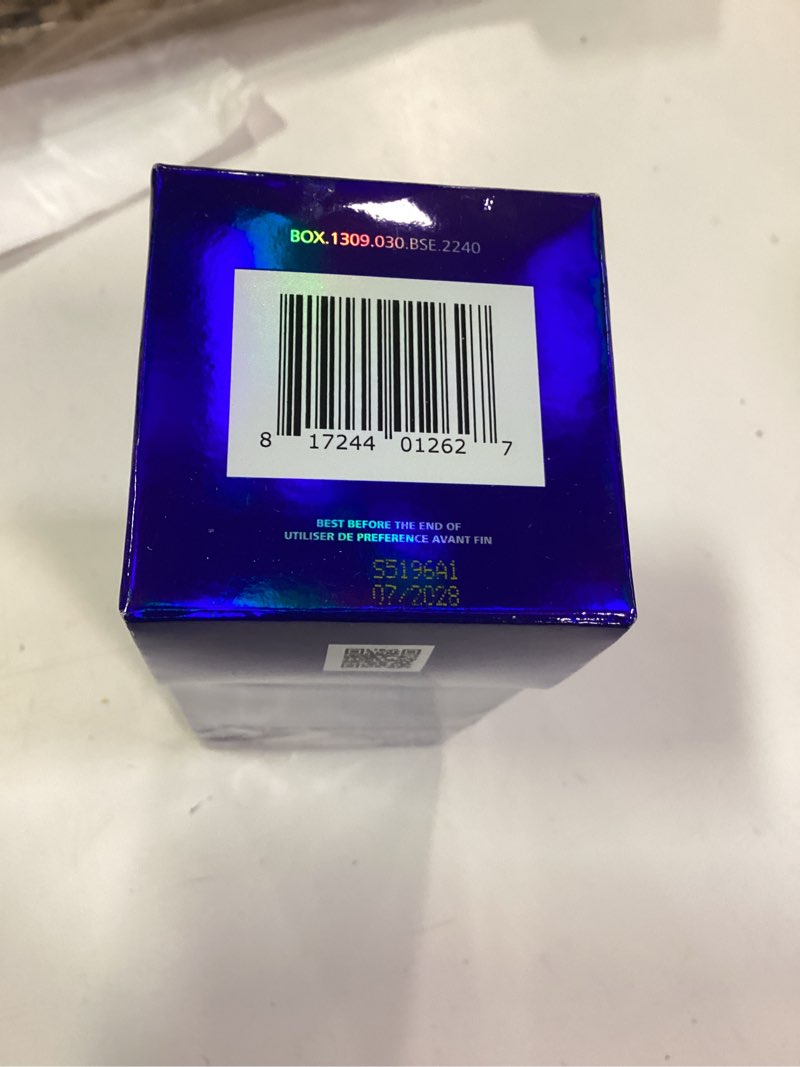 BOX.1309.030.BSE.2240
8 17244 01262 7
BEST BEFORE THE END OF
UTILISER DE PREFERENCE AVANT FIN
S5196A1
07/2028